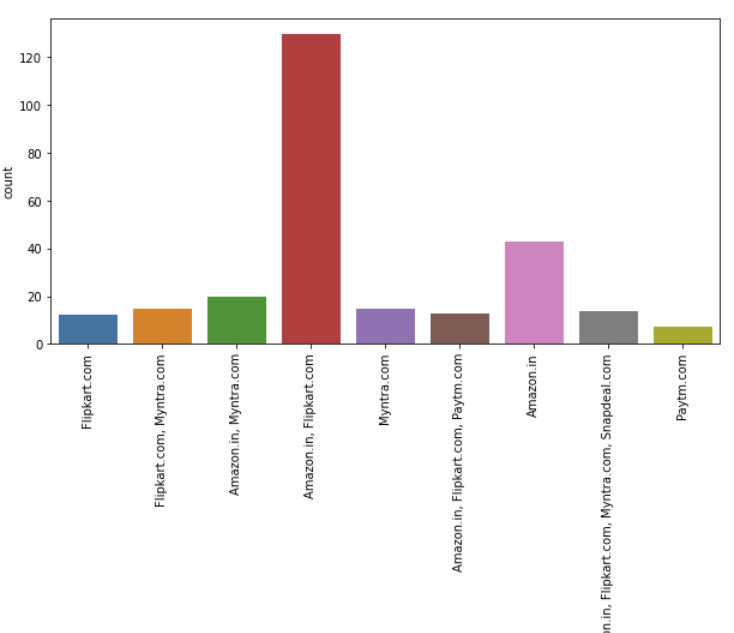 120
100
80
60
40
20
0
count
Flipkart.com
Flipkart.com, Myntra.com
Amazon.in, Myntra.com
Amazon.in, Flipkart.com
Myntra.com
Amazon.in, Flipkart.com, Paytm.com
Amazon.in
n.in, Flipkart.com, Myntra.com, Snapdeal.com
Paytm.com